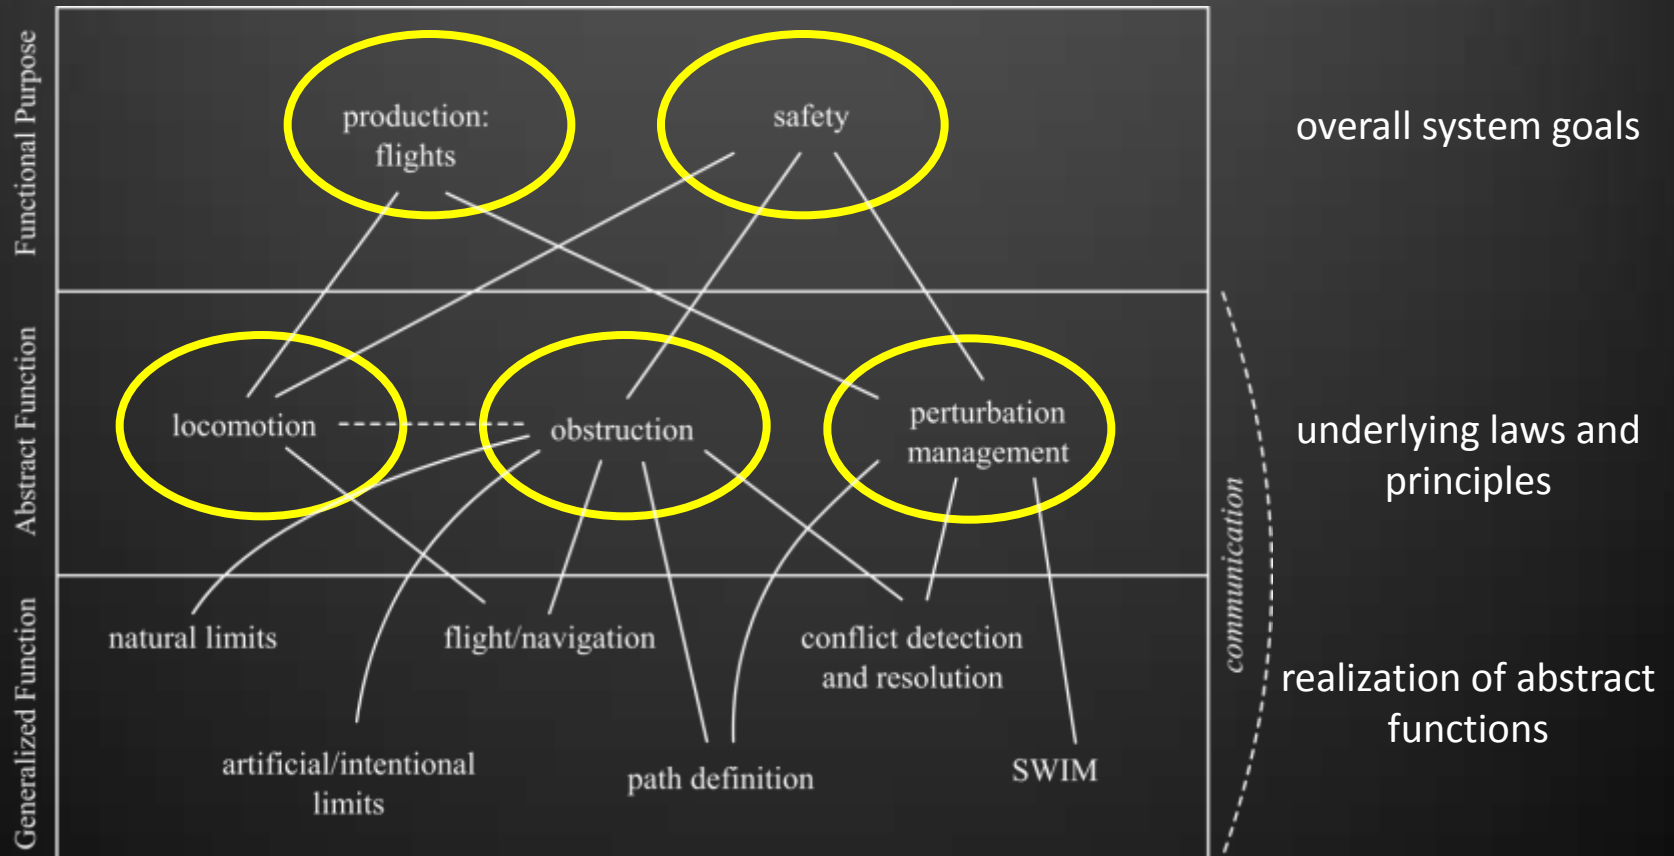 Functional Purpose
production:
flights
safety
overall system goals
Abstract Function
locomotion
obstruction
perturbation
management
underlying laws and
principles
communication
Generalized Function
natural limits
flight/navigation
conflict detection
and resolution
artificial/intentional
limits
path definition
SWIM
realization of abstract
functions